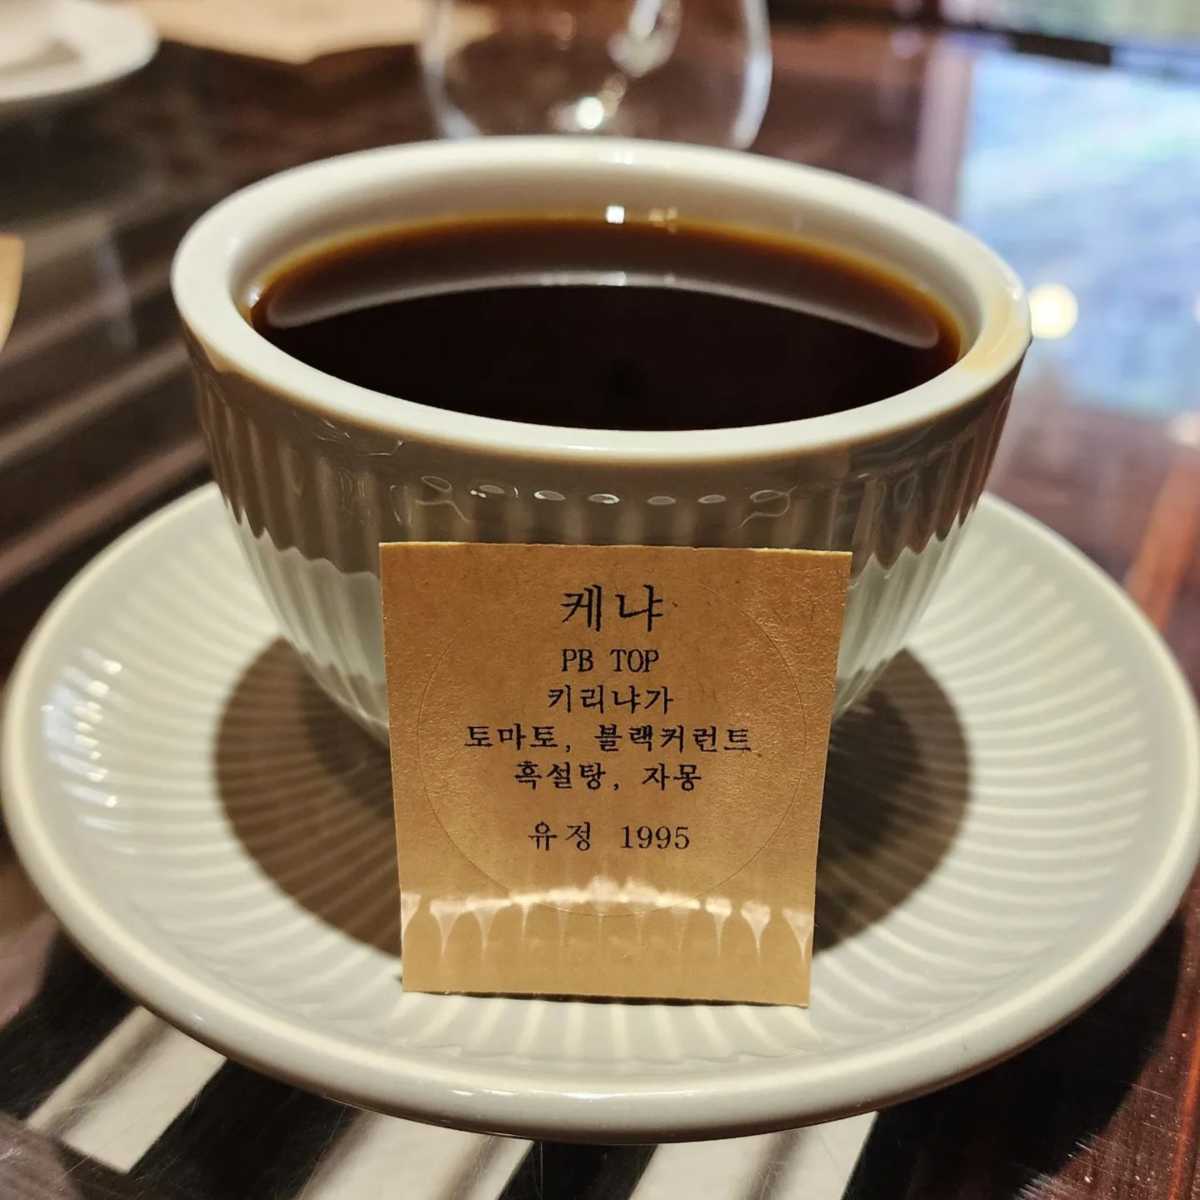 케냐
PB TOP
키리냐가
토마토, 블랙커런트
흑설탕, 자몽
유정 1995